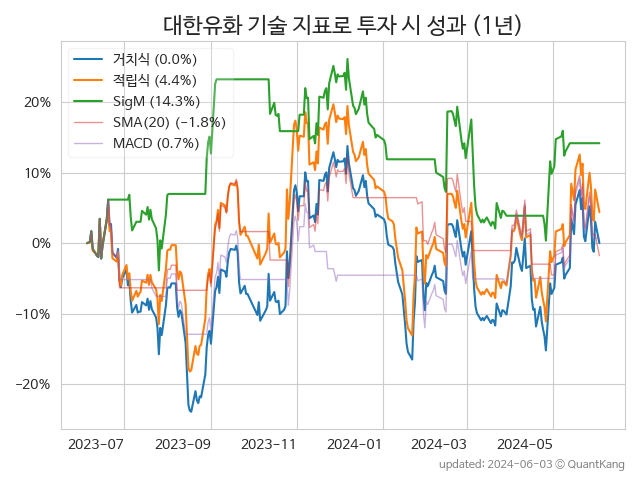 대한유화 기술 지표로 투자 시 성과 (1년)
거치식 (0.0%)
적립식 (4.4%)
SigM (14.3%)
SMA(20) (−1.8%)
MACD (0.7%)
20%
10%
0%
−10%
−20%
2023-07
2023-09
2023-11
2024-01
2024-03
2024-05
updated: 2024-06-03 © QuantKang